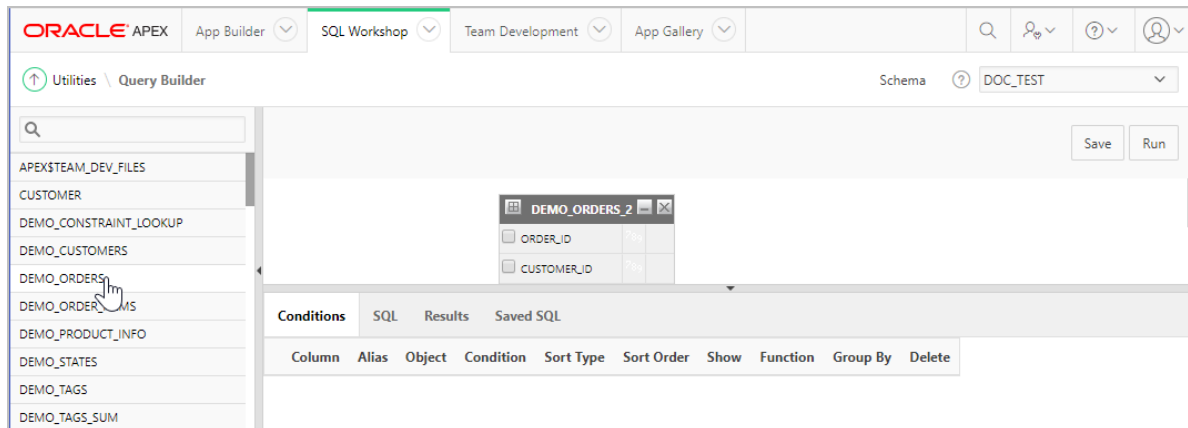 ORACLE APEX App Builder SQL Workshop Team Development App Gallery
Utilities \ Query Builder Schema DOC_TEST
Save Run
APEX$TEAM_DEV_FILES
CUSTOMER
DEMO_CONSTRAINT_LOOKUP
DEMO_CUSTOMERS
DEMO_ORDERS
DEMO_PRODUCT_INFO
DEMO_STATES
DEMO_TAGS
DEMO_TAGS_SUM
DEMO_ORDERS_2
ORDER_ID
CUSTOMER_ID
Conditions SQL Results Saved SQL
Column Alias Object Condition Sort Type Sort Order Show Function Group By Delete